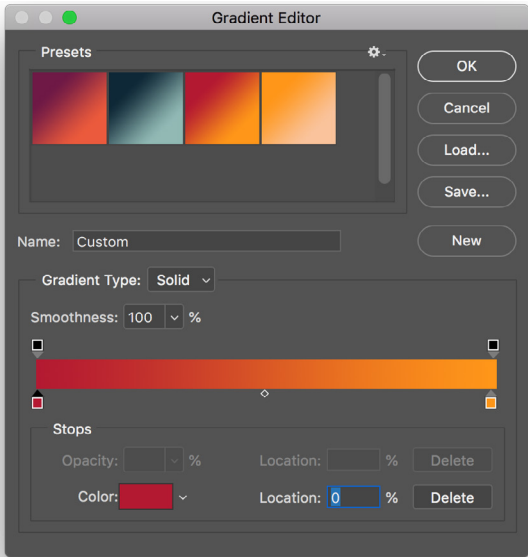 Gradient Editor
Presets
OK
Cancel
Load...
Save...
Name: Custom
New
Gradient Type: Solid
Smoothness: 100 %
Stops
Opacity: % Location: % Delete
Color: Location: 0 % Delete